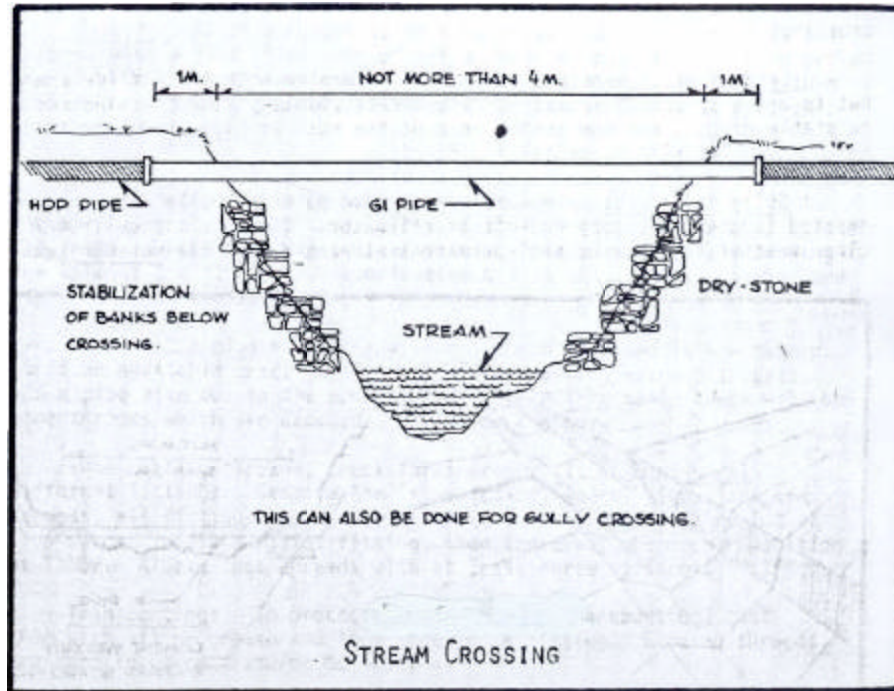 1M.
NOT MORE THAN 4M.
1M.
HDP PIPE
GI PIPE
STABILIZATION
OF BANKS BELOW
CROSSING.
DRY-STONE
STREAM
THIS CAN ALSO BE DONE FOR GULLY CROSSING.
STREAM CROSSING